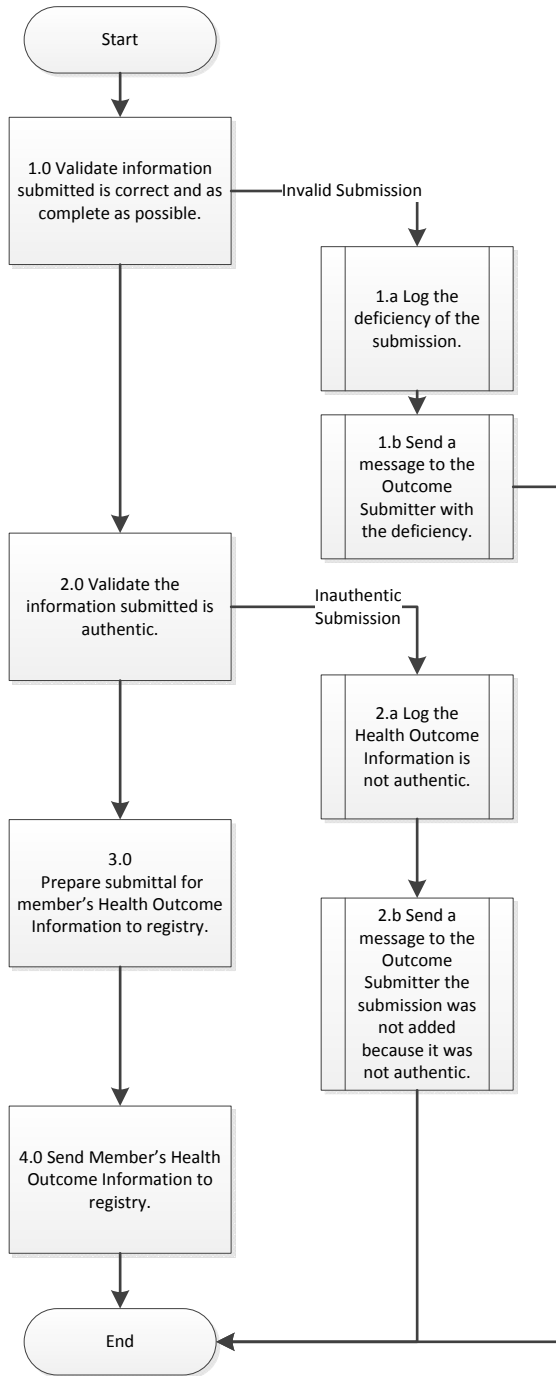 Start
1.0 Validate information
submitted is correct and as
complete as possible.
Invalid Submission
1.a Log the
deficiency of the
submission.
1.b Send a
message to the
Outcome
Submitter with
the deficiency.
2.0 Validate the
information submitted is
authentic.
Inauthentic
Submission
2.a Log the
Health Outcome
Information is
not authentic.
3.0
Prepare submittal for
member’s Health Outcome
Information to registry.
2.b Send a
message to the
Outcome
Submitter the
submission was
not added
because it was
not authentic.
4.0 Send Member’s Health
Outcome Information to
registry.
End